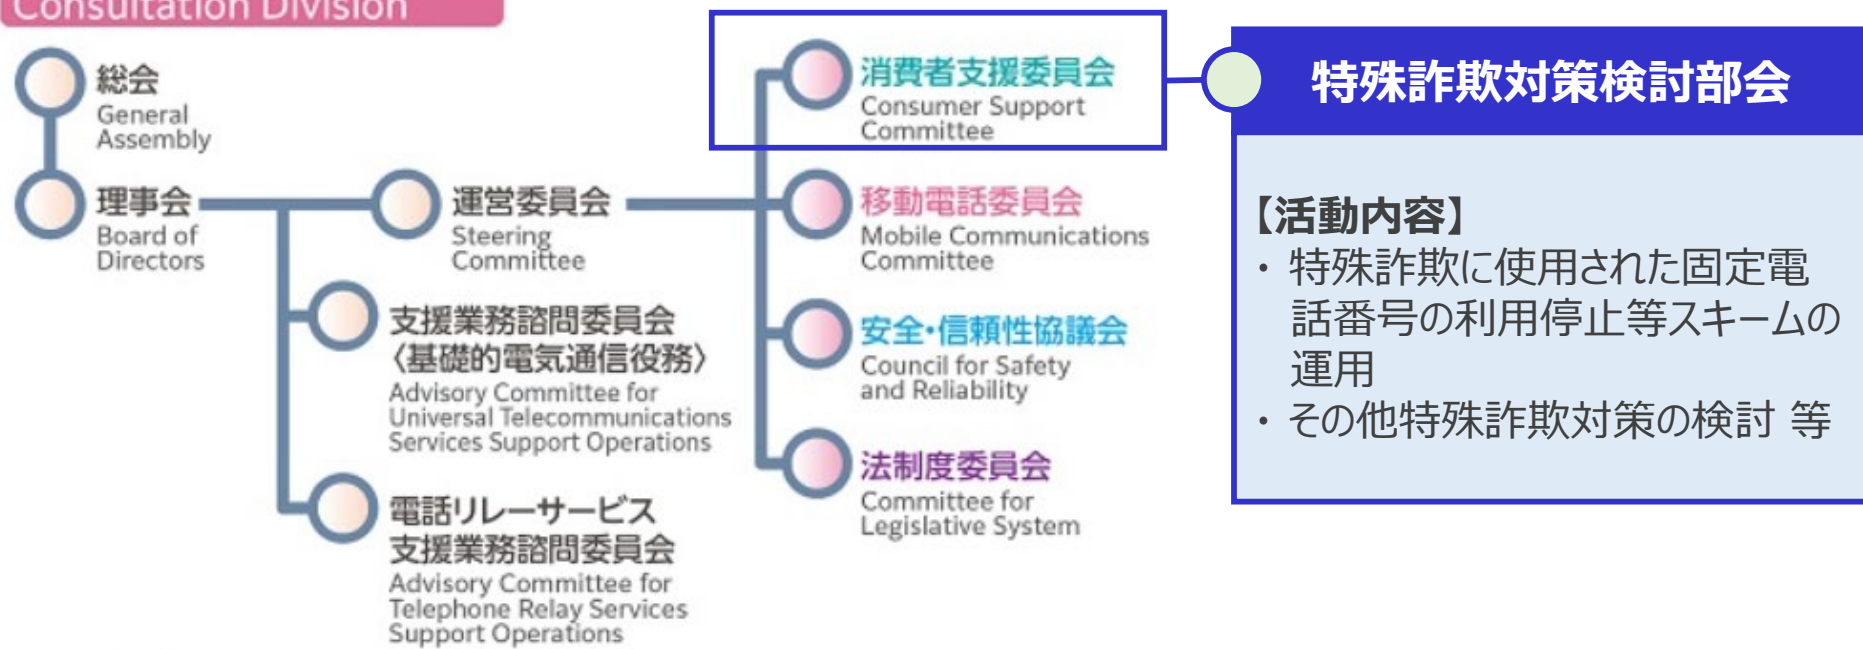 Consultation Division
総会
General
Assembly
理事会
Board of
Directors
運営委員会
Steering
Committee
支援業務諮問委員会
〈基礎的電気通信役務〉
Advisory Committee for
Universal Telecommunications
Services Support Operations
電話リレーサービス
支援業務諮問委員会
Advisory Committee for
Telephone Relay Services
Support Operations
消費者支援委員会
Consumer Support
Committee
移動電話委員会
Mobile Communications
Committee
安全・信頼性協議会
Council for Safety
and Reliability
法制度委員会
Committee for
Legislative System
特殊詐欺対策検討部会
【活動内容】
・ 特殊詐欺に使用された固定電
話番号の利用停止等スキームの
運用
・ その他特殊詐欺対策の検討 等